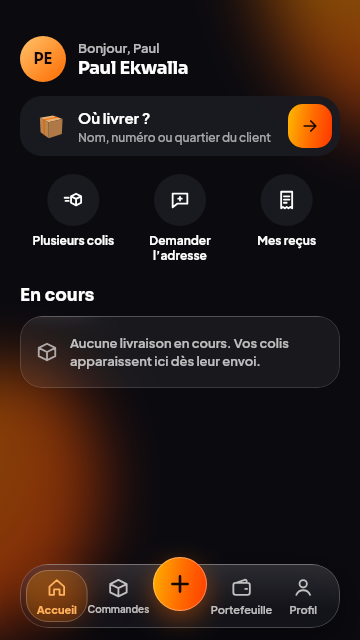 PE
Bonjour, Paul
Paul Ekwalla
Où livrer ?
Nom, numéro ou quartier du client
Plusieurs colis
Demander
l'adresse
Mes reçus
En cours
Aucune livraison en cours. Vos colis
apparaissent ici dès leur envoi.
Accueil
Commandes
Portefeuille
Profil